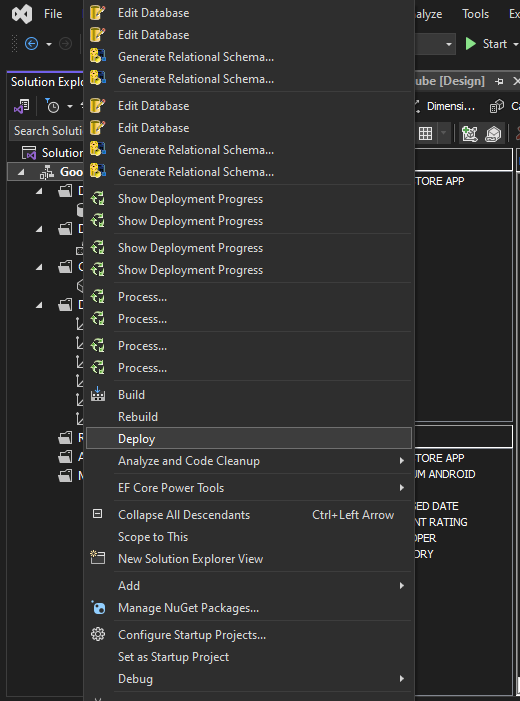 Edit Database
alyze Tools Ex
Edit Database
Generate Relational Schema...
Start
Generate Relational Schema...
Solution Explo
ube [Design]
Edit Database
Dimensi... Ca
Edit Database
Search Solutio
Generate Relational Schema...
Solution
Generate Relational Schema...
Goo
TORE APP
D
Show Deployment Progress
Show Deployment Progress
D
Show Deployment Progress
C
Show Deployment Progress
Process...
D
Process...
Process...
Process...
Build
Rebuild
R
Deploy
A
Analyze and Code Cleanup
TORE APP
M
UM ANDROID
EF Core Power Tools
Collapse All Descendants Ctrl+Left Arrow
SED DATE
NT RATING
Scope to This
OPER
New Solution Explorer View
ORY
Add
Manage NuGet Packages...
Configure Startup Projects...
Set as Startup Project
Debug